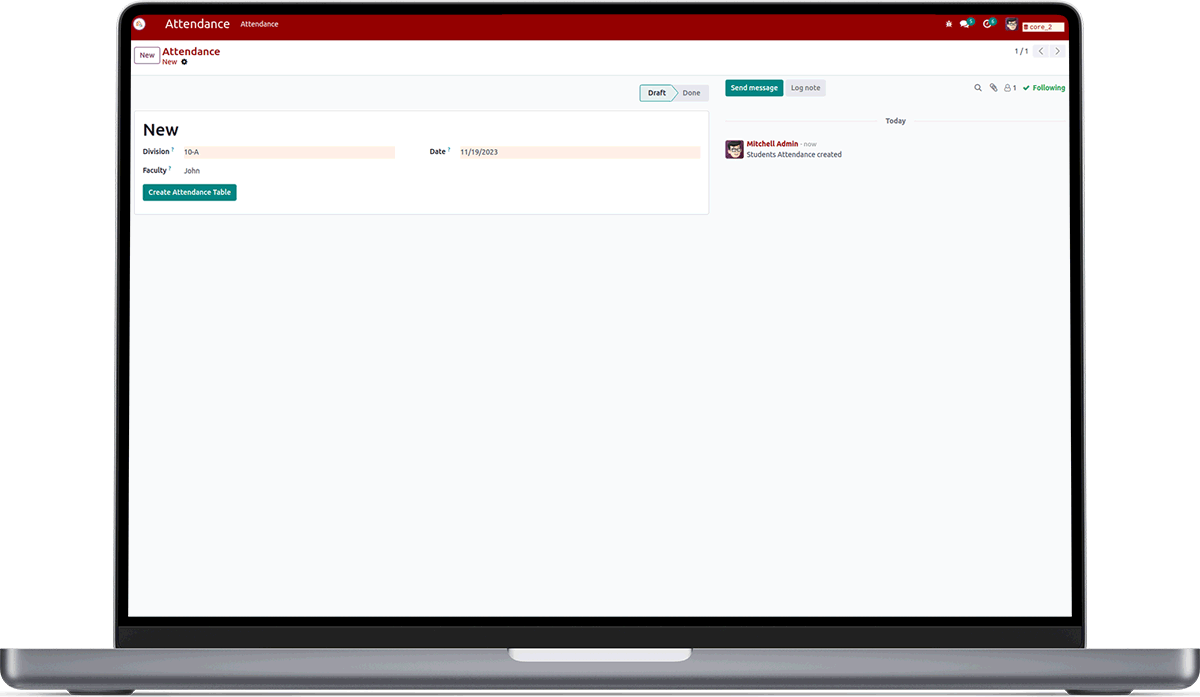 Attendance Attendance 5 6 core_2
New Attendance 1 / 1
New
Draft Done Send message Log note 1 Following
Today
New
Division ? 10-A Date ? 11/19/2023
Faculty ? John
Create Attendance Table
Mitchell Admin - now
Students Attendance created